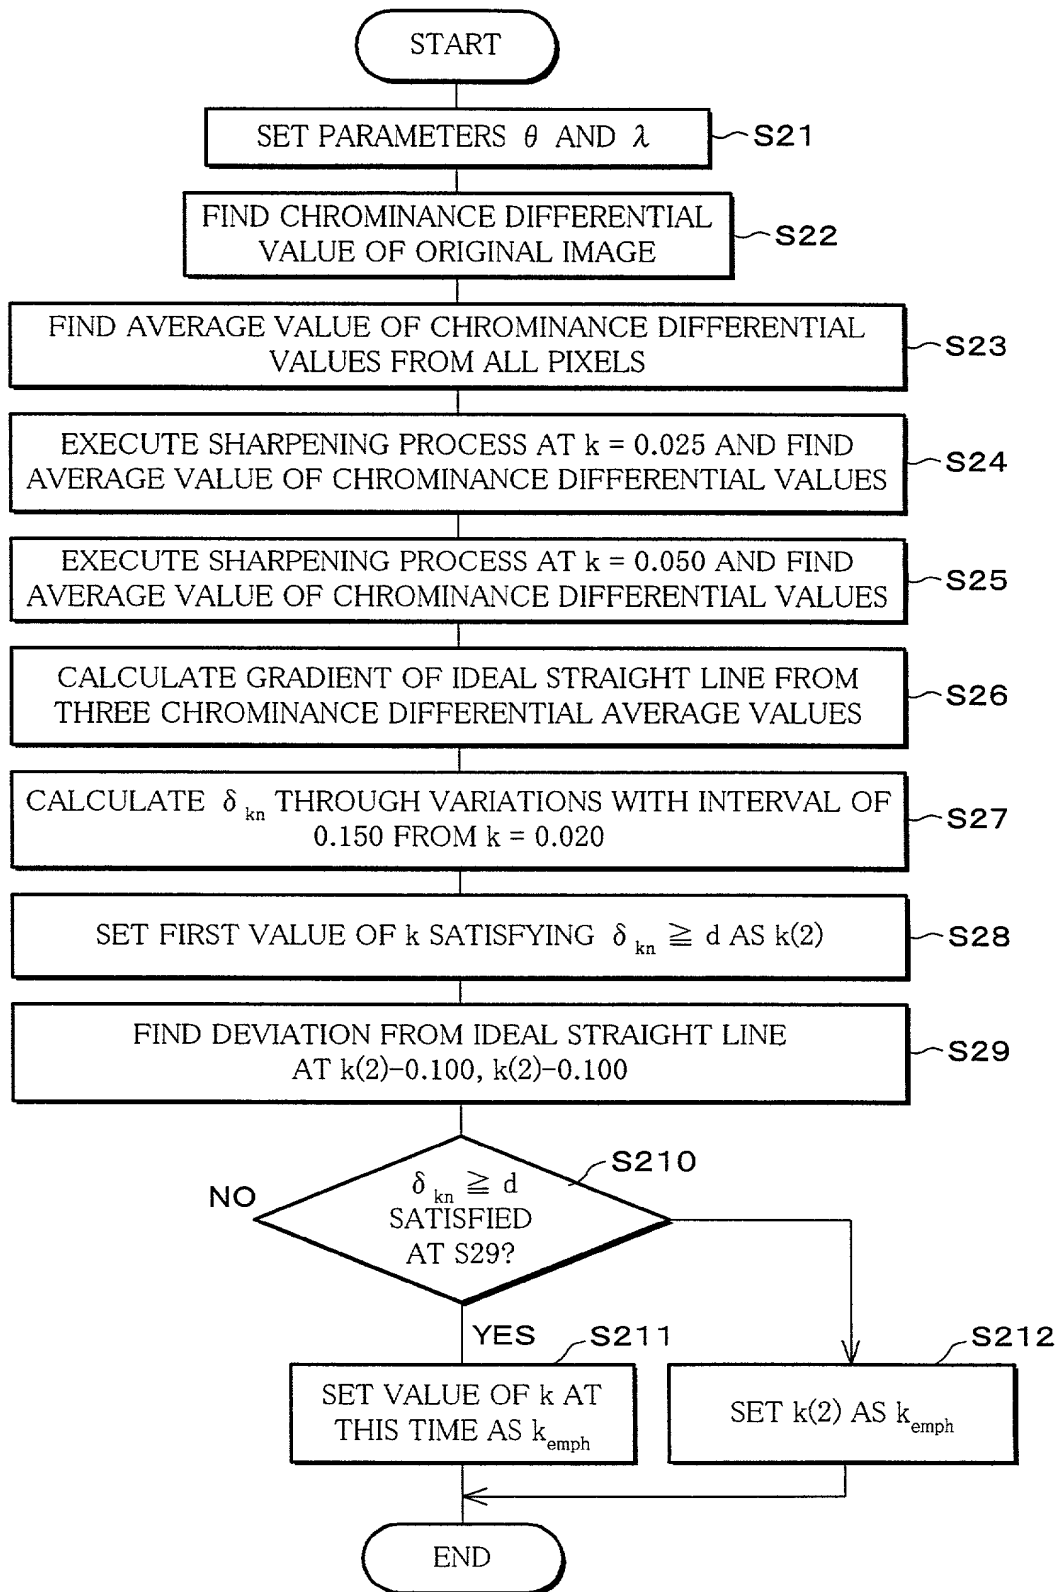 START
SET PARAMETERS θ AND λ
S21
FIND CHROMINANCE DIFFERENTIAL
VALUE OF ORIGINAL IMAGE
S22
FIND AVERAGE VALUE OF CHROMINANCE DIFFERENTIAL
VALUES FROM ALL PIXELS
S23
EXECUTE SHARPENING PROCESS AT k = 0.025 AND FIND
AVERAGE VALUE OF CHROMINANCE DIFFERENTIAL VALUES
S24
EXECUTE SHARPENING PROCESS AT k = 0.050 AND FIND
AVERAGE VALUE OF CHROMINANCE DIFFERENTIAL VALUES
S25
CALCULATE GRADIENT OF IDEAL STRAIGHT LINE FROM
THREE CHROMINANCE DIFFERENTIAL AVERAGE VALUES
S26
CALCULATE δ kn THROUGH VARIATIONS WITH INTERVAL OF
0.150 FROM k = 0.020
S27
SET FIRST VALUE OF k SATISFYING δ kn ≧ d AS k(2)
S28
FIND DEVIATION FROM IDEAL STRAIGHT LINE
AT k(2)-0.100, k(2)-0.100
S29
S210
NO
δ kn ≧ d
SATISFIED
AT S29?
YES
S211
SET VALUE OF k AT
THIS TIME AS kemph
S212
SET k(2) AS kemph
END